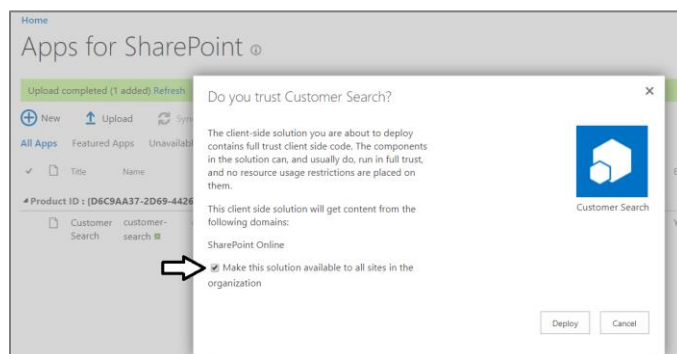 Home
Apps for SharePoint
Upload completed (1 added) Refresh
New Upload Sync
All Apps Featured Apps
Title Name
Product ID : (D6C9AA37-2D69-4426
Customer customer-
Search search
Do you trust Customer Search?
The client-side solution you are about to deploy
contains full trust client side code. The components
in the solution can, and usually do, run in full trust,
and no resource usage restrictions are placed on
them.
This client side solution will get content from the
following domains:
SharePoint Online
Make this solution available to all sites in the
organization
Customer Search
Deploy Cancel